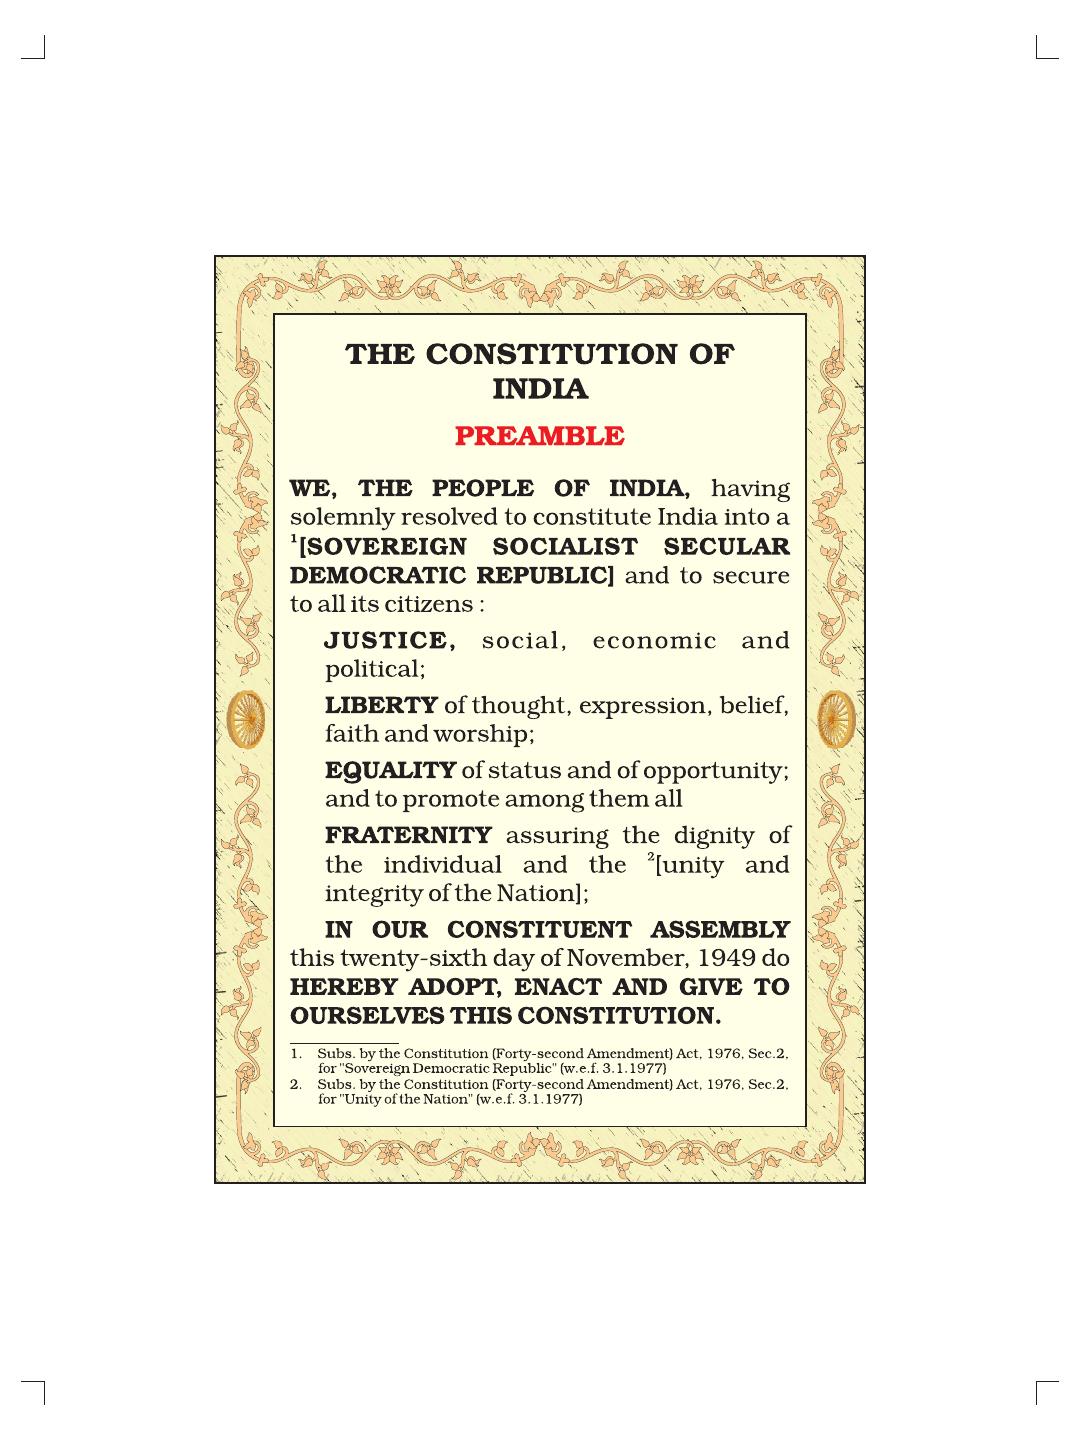 THE CONSTITUTION OF
INDIA
PREAMBLE
WE, THE PEOPLE OF INDIA, having
solemnly resolved to constitute India into a
¹[SOVEREIGN SOCIALIST SECULAR
DEMOCRATIC REPUBLIC] and to secure
to all its citizens :
JUSTICE, social, economic and
political;
LIBERTY of thought, expression, belief,
faith and worship;
EQUALITY of status and of opportunity;
and to promote among them all
FRATERNITY assuring the dignity of
the individual and the ²[unity and
integrity of the Nation];
IN OUR CONSTITUENT ASSEMBLY
this twenty-sixth day of November, 1949 do
HEREBY ADOPT, ENACT AND GIVE TO
OURSELVES THIS CONSTITUTION.
1. Subs. by the Constitution (Forty-second Amendment) Act, 1976, Sec.2,
for "Sovereign Democratic Republic" (w.e.f. 3.1.1977)
2. Subs. by the Constitution (Forty-second Amendment) Act, 1976, Sec.2,
for "Unity of the Nation" (w.e.f. 3.1.1977)